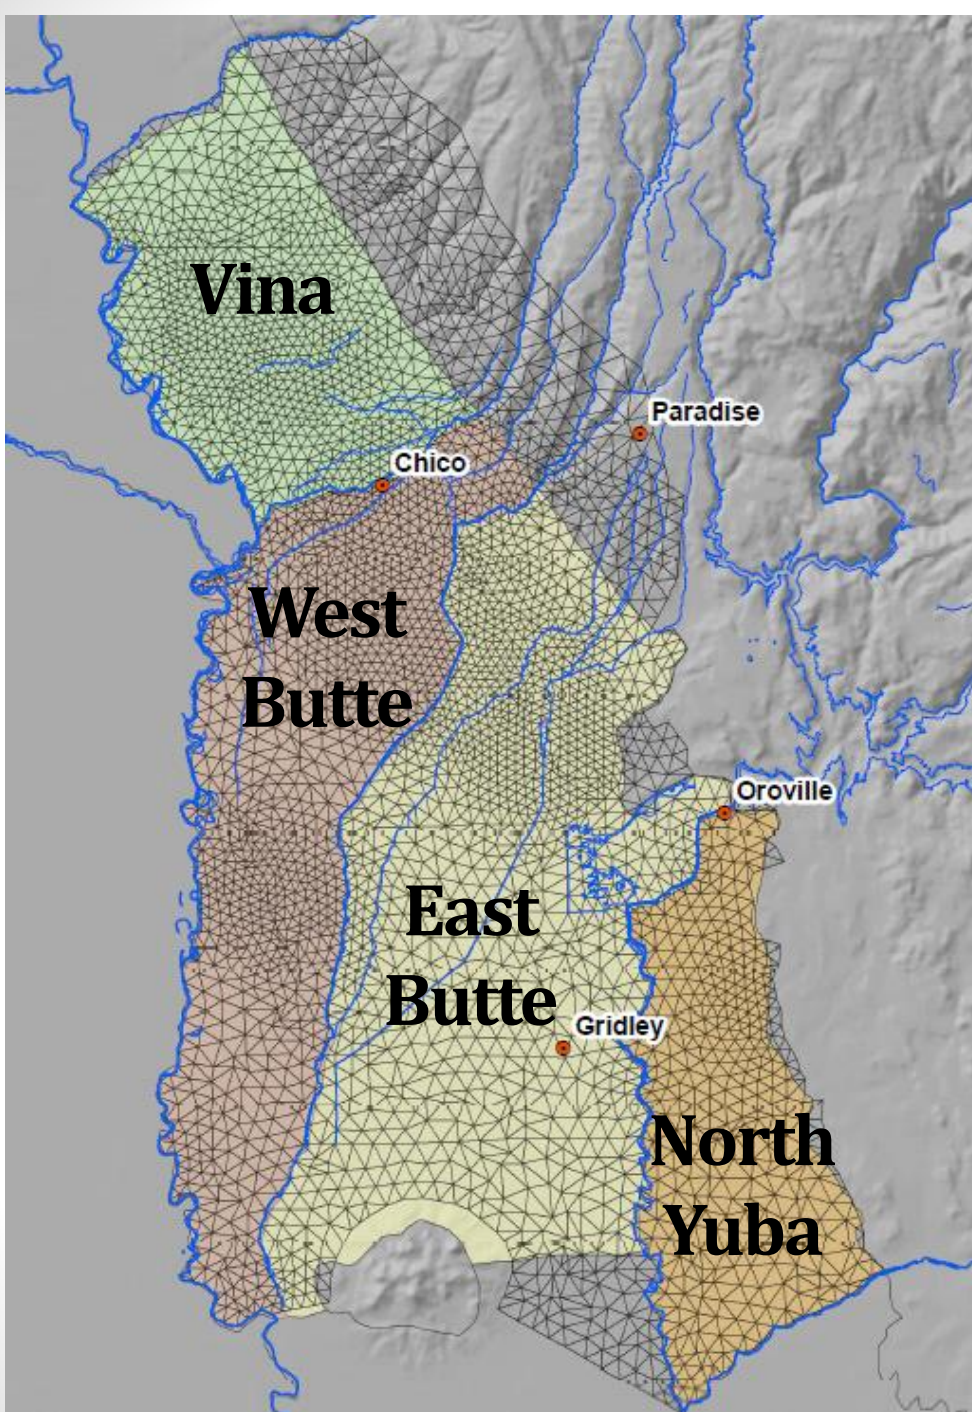 Vina
Paradise
Chico
West
Butte
Oroville
East
Butte
Gridley
North
Yuba